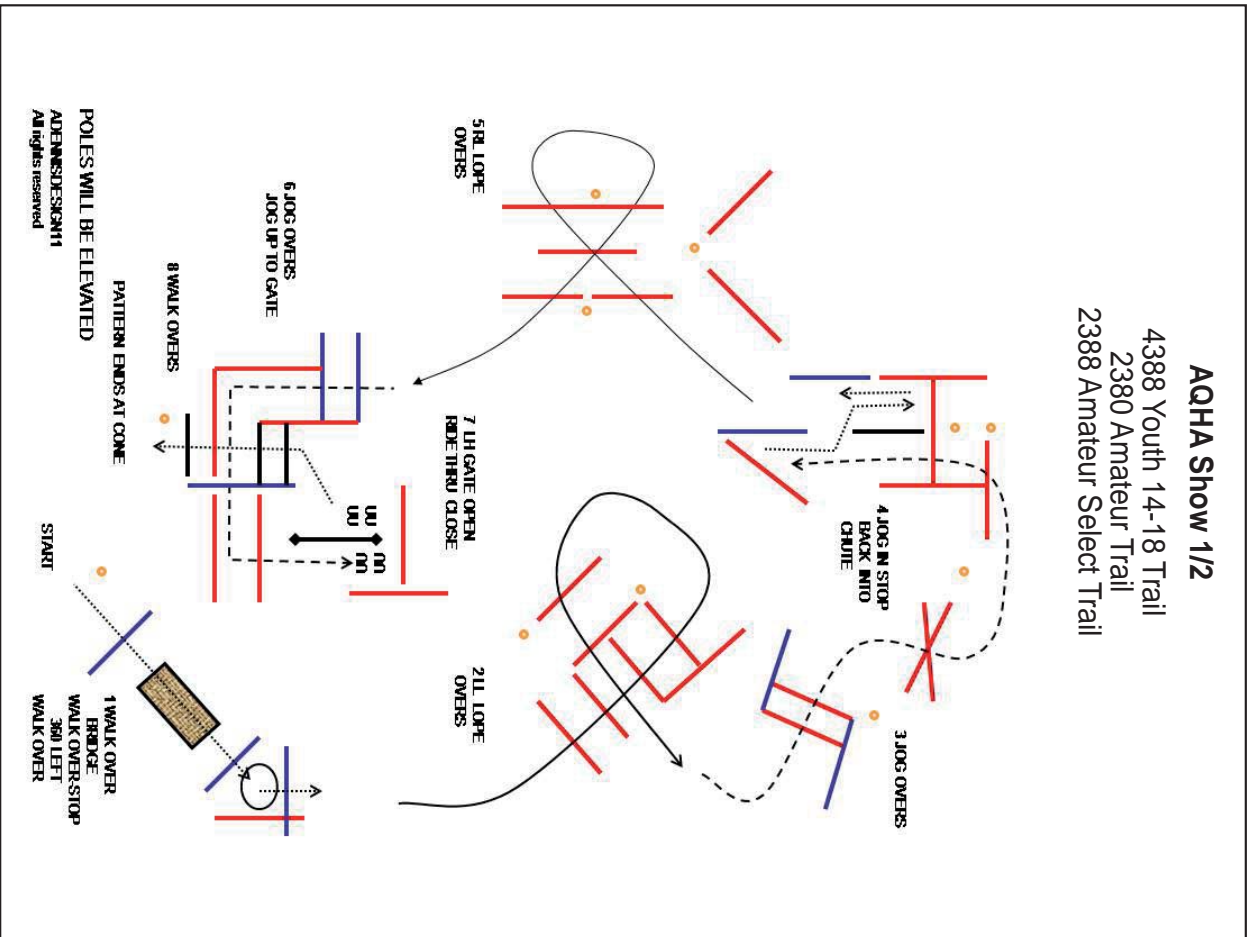 AQHA Show 1/2
4388 Youth 14-18 Trail
2380 Amateur Trail
2388 Amateur Select Trail
START
1 WALK OVER
BRIDGE
WALK OVER-STOP
360 LEFT
WALK OVER
2 LL LOPE
OVERS
3 JOG OVERS
4 JOG IN STOP
BACK INTO
CHUTE
5 RL LOPE
OVERS
6 JOG OVERS
JOG UP TO GATE
7 LH GATE OPEN
RIDE THRU CLOSE
8 WALK OVERS
PATTERN ENDS AT CONE
POLES WILL BE ELEVATED
ADENNISDESIGN11
All rights reserved